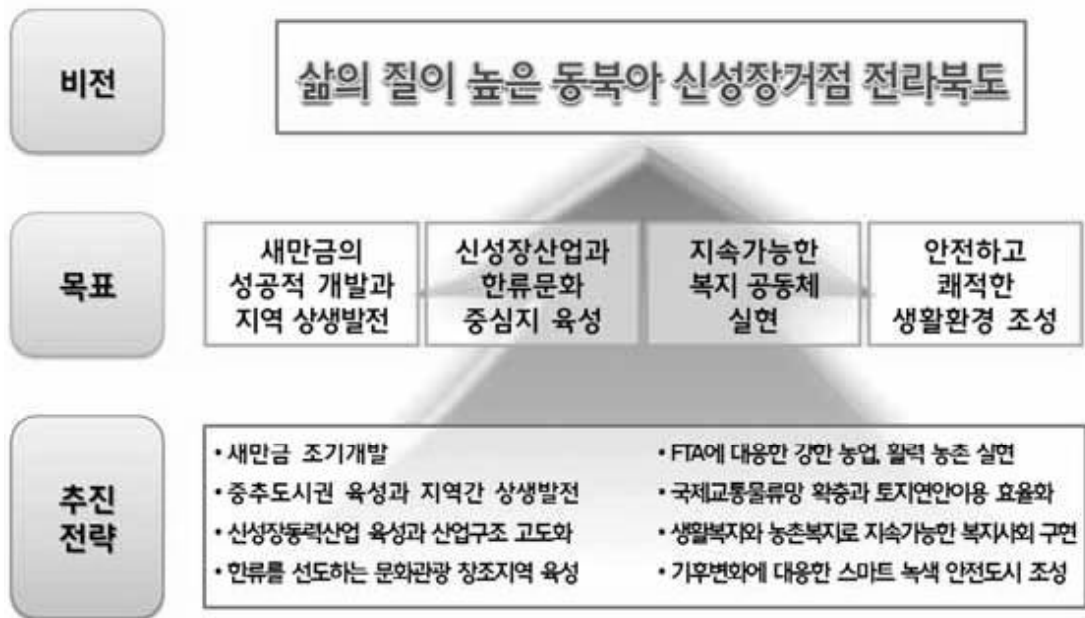 비전
삶의 질이 높은 동북아 신성장거점 전라북도
목표
새만금의
성공적 개발과
지역 상생발전
신성장산업과
한류문화
중심지 육성
지속가능한
복지 공동체
실현
안전하고
쾌적한
생활환경 조성
추진
전략
• 새만금 조기개발
• 중추도시권 육성과 지역간 상생발전
• 신성장동력산업 육성과 산업구조 고도화
• 한류를 선도하는 문화관광 창조지역 육성
• FTA에 대응한 강한 농업, 활력 농촌 실현
• 국제교통물류망 확충과 토지연안이용 효율화
• 생활복지와 농촌복지로 지속가능한 복지사회 구현
• 기후변화에 대응한 스마트 녹색 안전도시 조성